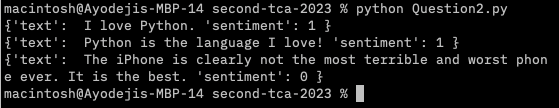 macintosh@Ayodejis-MBP-14 second-tca-2023 % python Question2.py
{'text':  I love Python. 'sentiment': 1 }
{'text':  Python is the language I love! 'sentiment': 1 }
{'text':  The iPhone is clearly not the most terrible and worst phon
e ever. It is the best. 'sentiment': 0 }
macintosh@Ayodejis-MBP-14 second-tca-2023 %